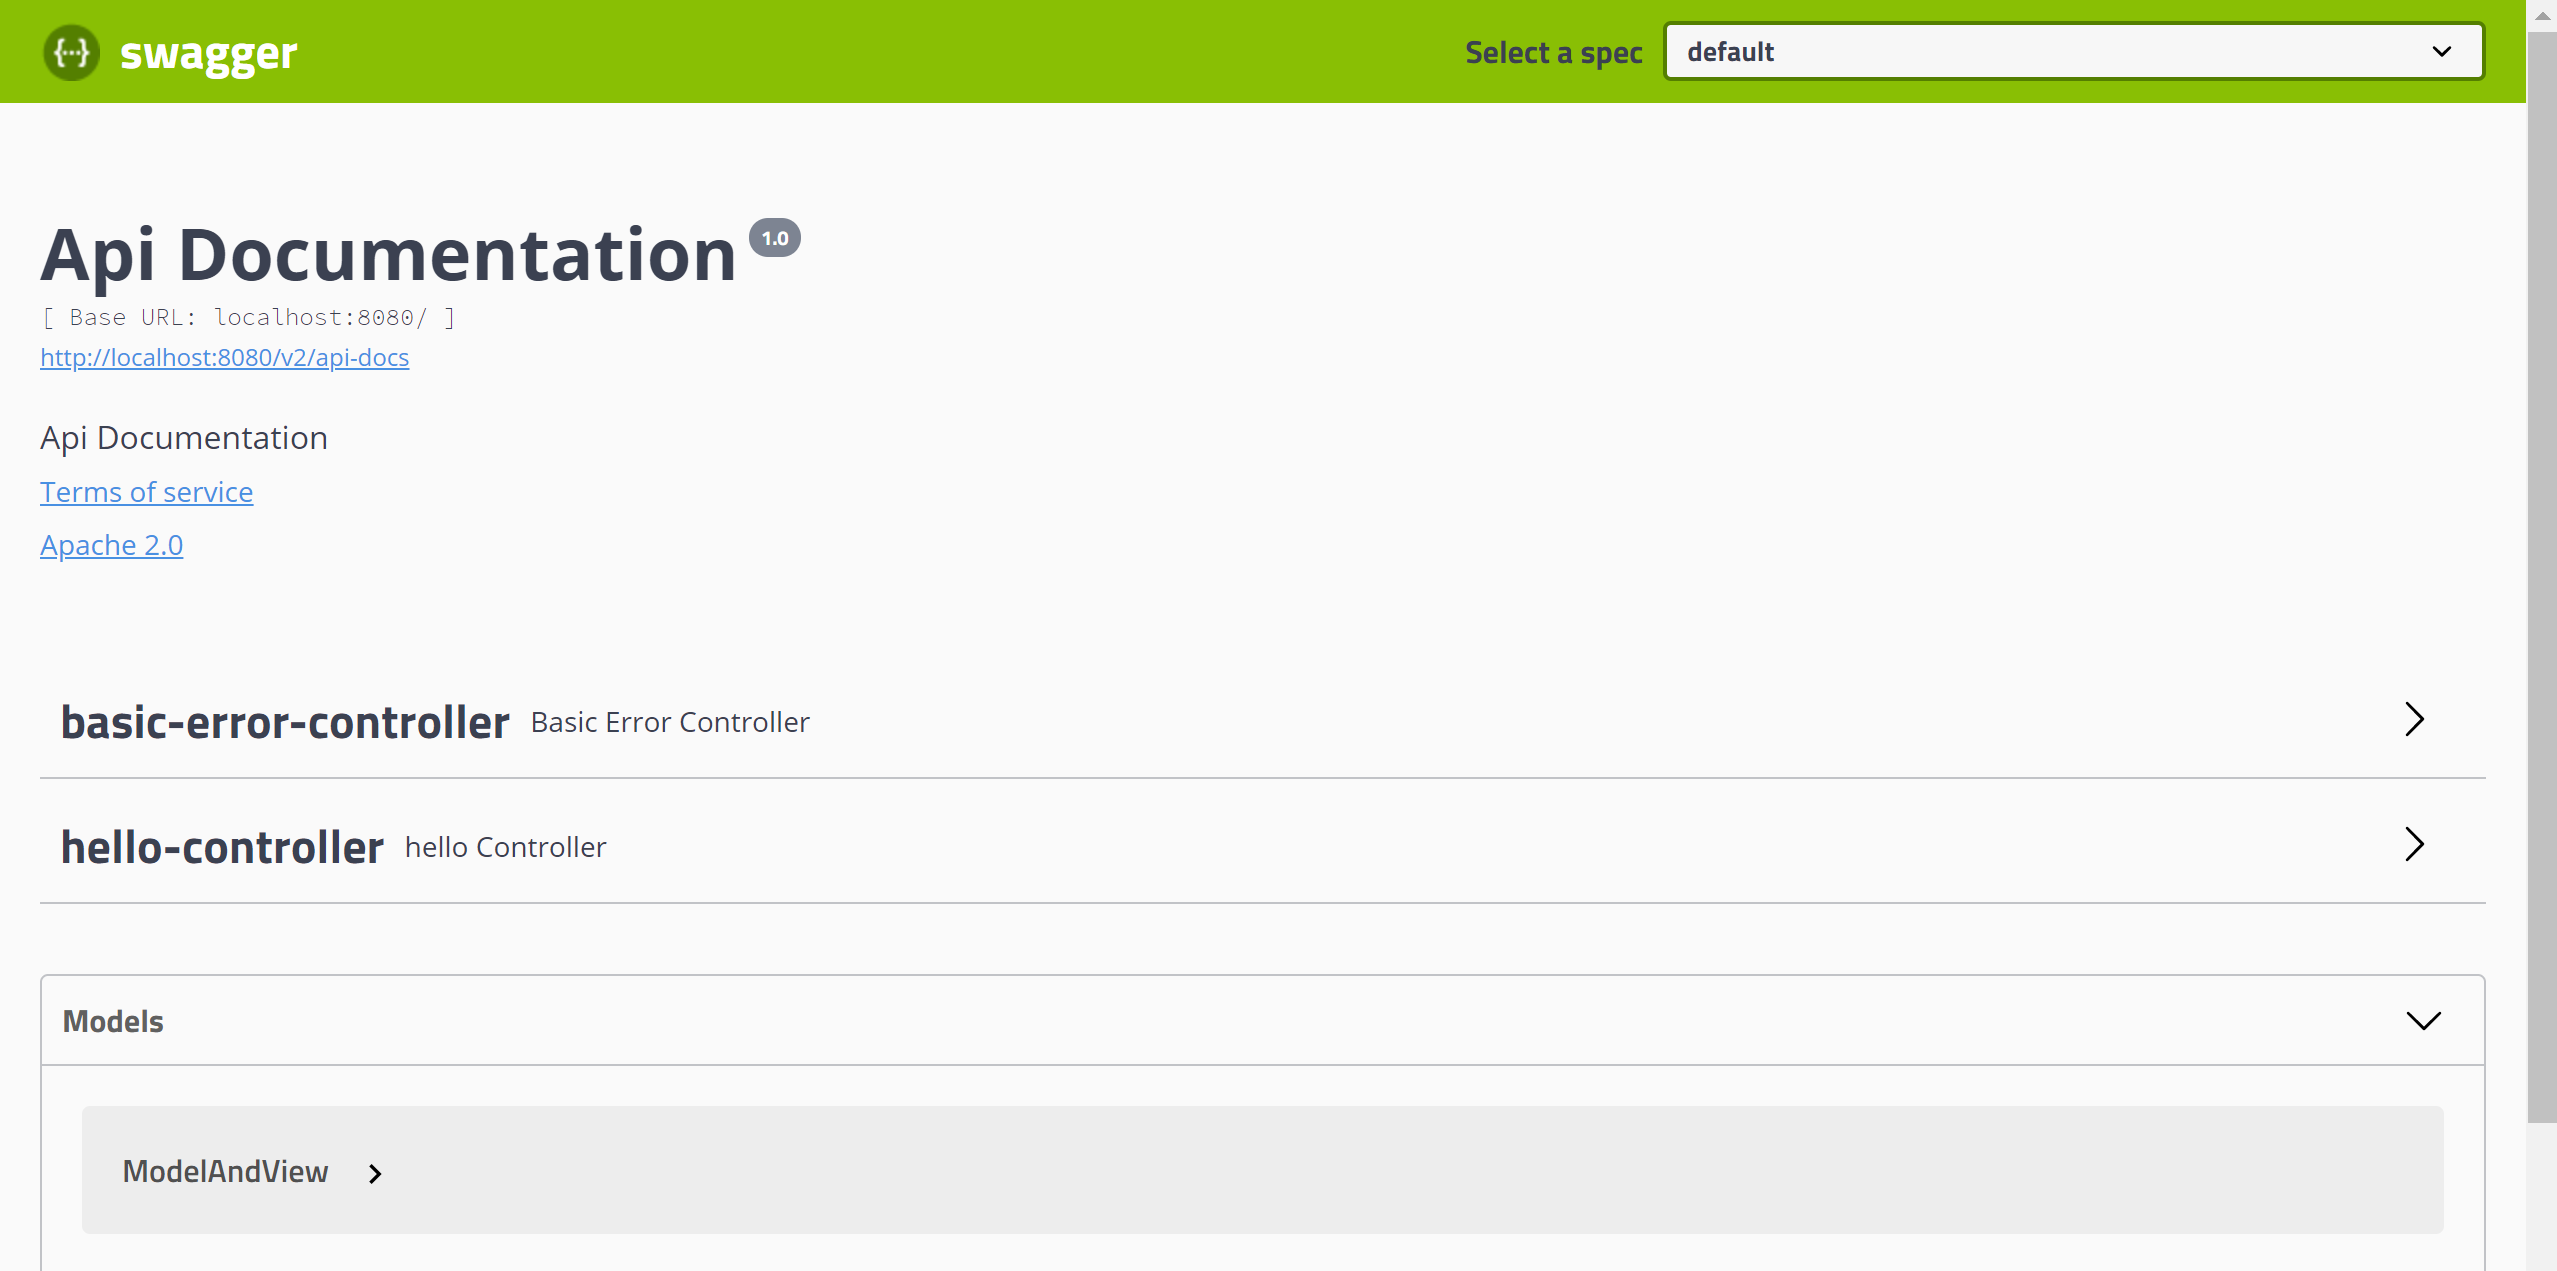 {···} swagger
Select a spec
default
Api Documentation 1.0
[ Base URL: localhost:8080/ ]
http://localhost:8080/v2/api-docs
Api Documentation
Terms of service
Apache 2.0
basic-error-controller Basic Error Controller
hello-controller hello Controller
Models
ModelAndView